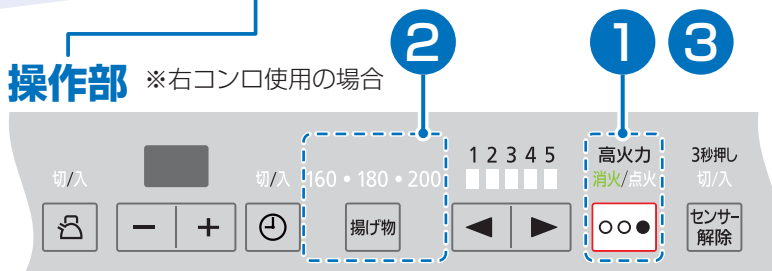 2
1 3
操作部 ※右コンロ使用の場合
1 2 3 4 5 高火力 3秒押し
切/入 切/入 160・180・200 消火/点火 切/入
− + 揚げ物 ◀ ▶ ○○● センサー
解除